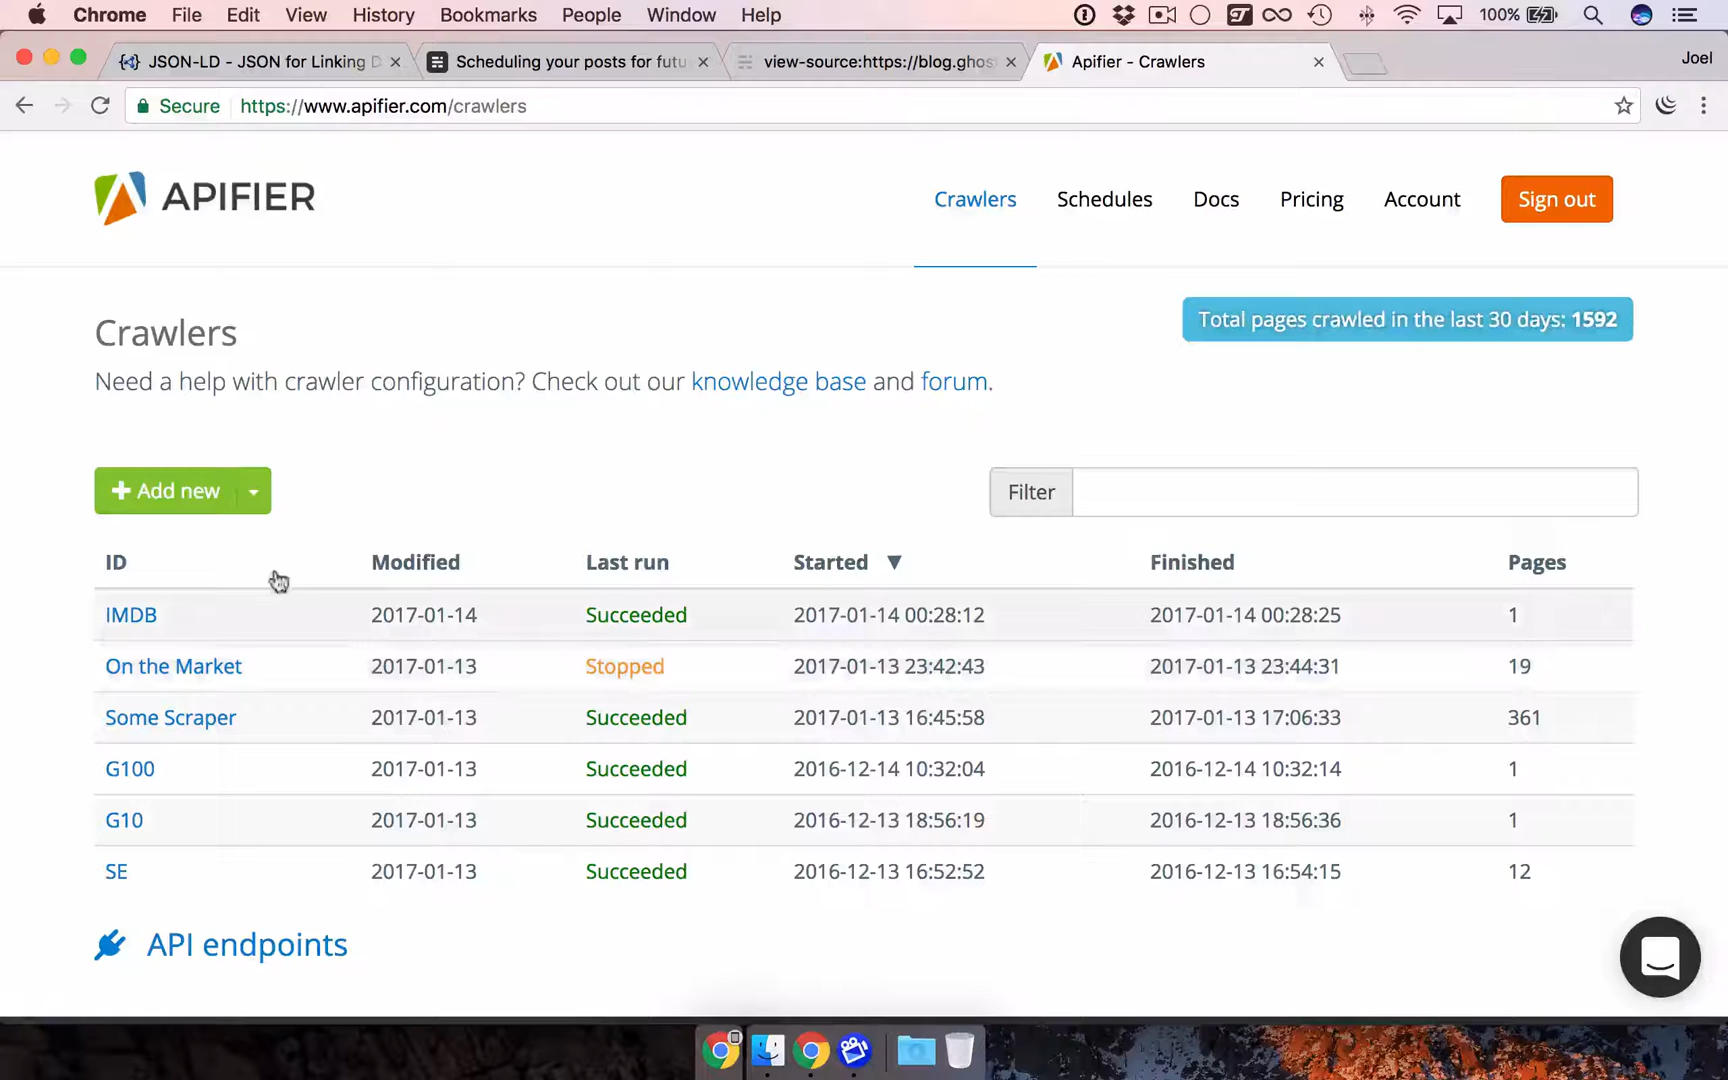 Chrome File Edit View History Bookmarks People Window Help 100%
JSON-LD - JSON for Linking D
Scheduling your posts for futu
view-source:https://blog.ghos
Apifier - Crawlers
Joel
Secure https://www.apifier.com/crawlers
APIFIER
Crawlers Schedules Docs Pricing Account Sign out
Crawlers
Total pages crawled in the last 30 days: 1592
Need a help with crawler configuration? Check out our knowledge base and forum.
+ Add new
Filter
ID Modified Last run Started ▼ Finished Pages
IMDB 2017-01-14 Succeeded 2017-01-14 00:28:12 2017-01-14 00:28:25 1
On the Market 2017-01-13 Stopped 2017-01-13 23:42:43 2017-01-13 23:44:31 19
Some Scraper 2017-01-13 Succeeded 2017-01-13 16:45:58 2017-01-13 17:06:33 361
G100 2017-01-13 Succeeded 2016-12-14 10:32:04 2016-12-14 10:32:14 1
G10 2017-01-13 Succeeded 2016-12-13 18:56:19 2016-12-13 18:56:36 1
SE 2017-01-13 Succeeded 2016-12-13 16:52:52 2016-12-13 16:54:15 12
API endpoints